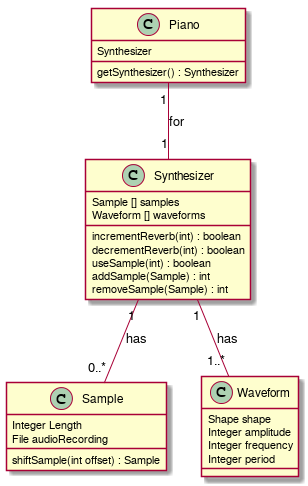 C Piano
Synthesizer
getSynthesizer() : Synthesizer
1
for
1
C Synthesizer
Sample [] samples
Waveform [] waveforms
incrementReverb(int) : boolean
decrementReverb(int) : boolean
useSample(int) : boolean
addSample(Sample) : int
removeSample(Sample) : int
1 1
has has
0..* 1..*
C Sample
Integer Length
File audioRecording
shiftSample(int offset) : Sample
C Waveform
Shape shape
Integer amplitude
Integer frequency
Integer period